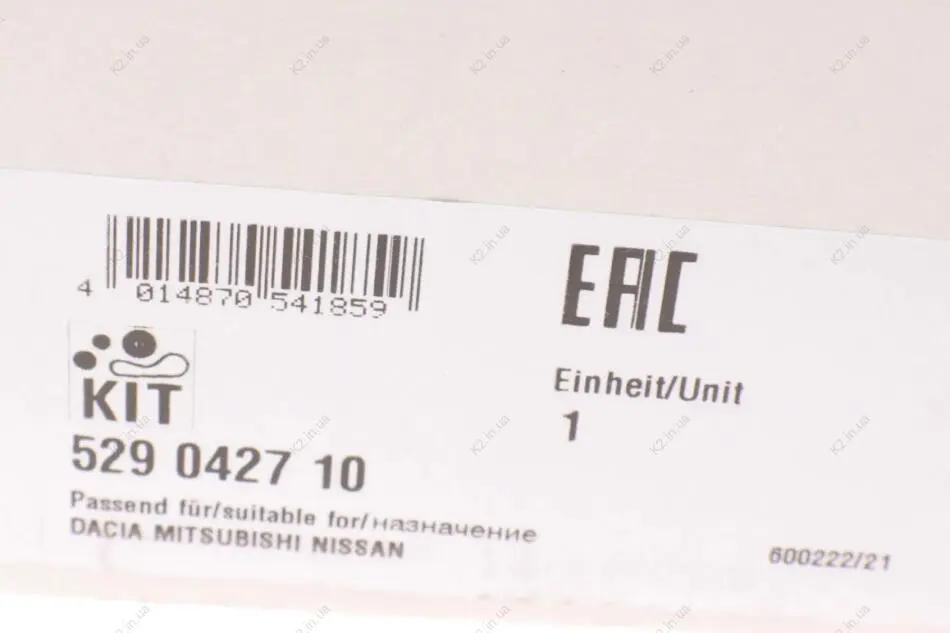 4 014870 541859
EAC
KIT
Einheit/Unit
1
529 0427 10
Passend für/suitable for/назначение
DACIA MITSUBISHI NISSAN
600222/21
K2.in.ua